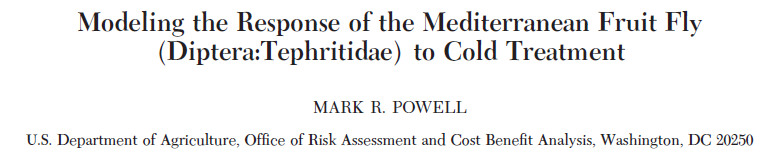 Modeling the Response of the Mediterranean Fruit Fly
(Diptera:Tephritidae) to Cold Treatment
MARK R. POWELL
U.S. Department of Agriculture, Office of Risk Assessment and Cost Benefit Analysis, Washington, DC 20250